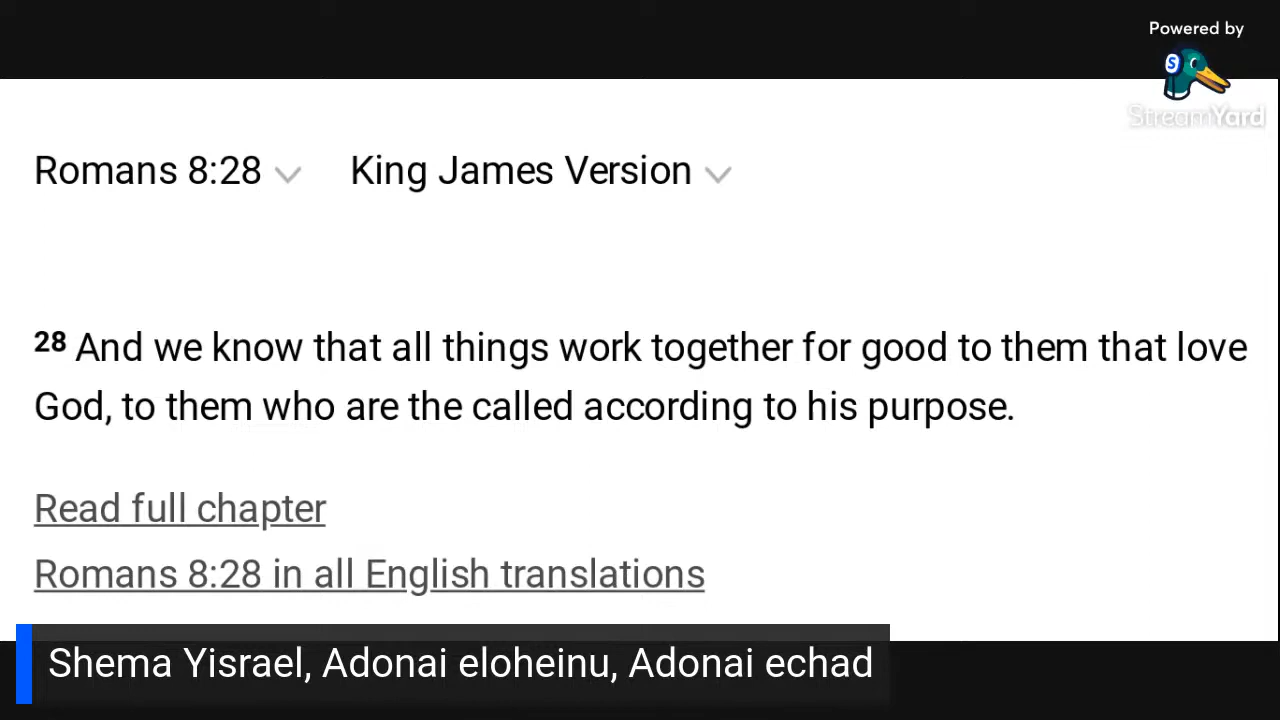 Powered by
S
StreamYard
Romans 8:28 King James Version
28 And we know that all things work together for good to them that love
God, to them who are the called according to his purpose.
Read full chapter
Romans 8:28 in all English translations
Shema Yisrael, Adonai eloheinu, Adonai echad